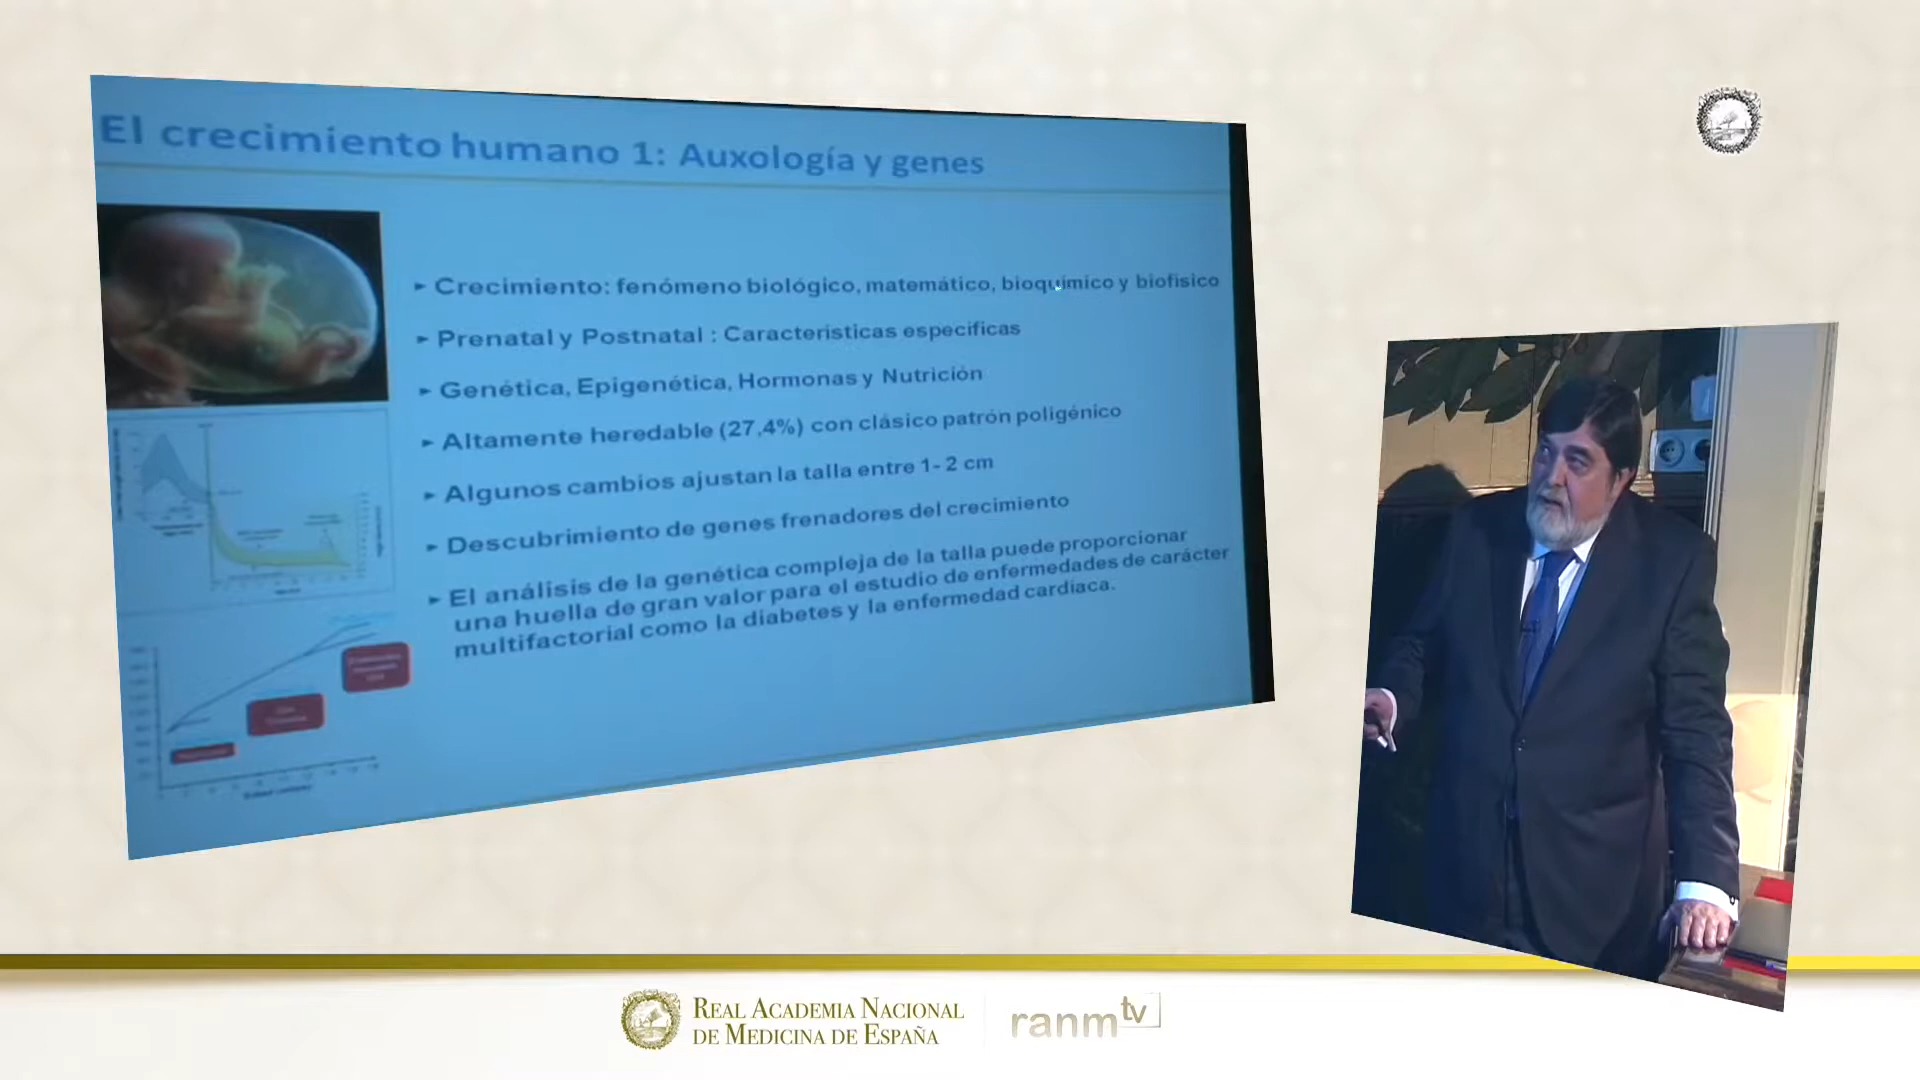 El crecimiento humano 1: Auxología y genes
► Crecimiento: fenómeno biológico, matemático, bioquímico y biofísico
► Prenatal y Postnatal : Características específicas
► Genética, Epigenética, Hormonas y Nutrición
► Altamente heredable (27,4%) con clásico patrón poligénico
► Algunos cambios ajustan la talla entre 1- 2 cm
► Descubrimiento de genes frenadores del crecimiento
► El análisis de la genética compleja de la talla puede proporcionar
una huella de gran valor para el estudio de enfermedades de carácter
multifactorial como la diabetes y la enfermedad cardíaca.
REAL ACADEMIA NACIONAL
DE MEDICINA DE ESPAÑA
ranm tv